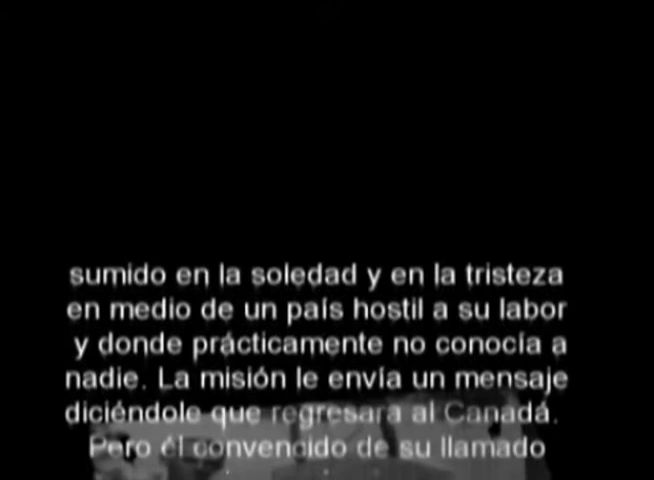 sumido en la soledad y en la tristeza
en medio de un país hostil a su labor
y donde prácticamente no conocía a
nadie. La misión le envía un mensaje
diciéndole que regresara al Canadá.
Pero él convencido de su llamado